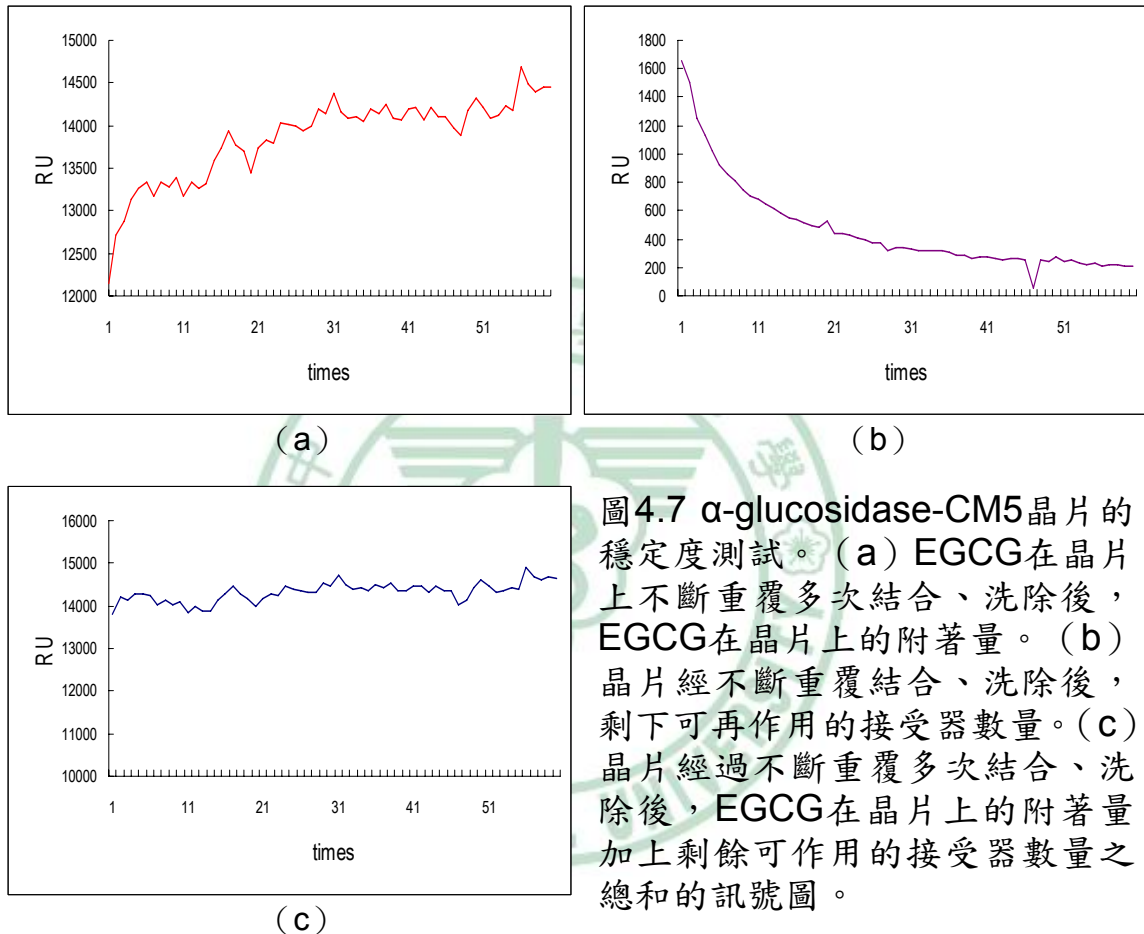 15000
14500
14000
13500
13000
12500
12000
RU
1 11 21 31 41 51
times
(a)
1800
1600
1400
1200
1000
800
600
400
200
0
RU
1 11 21 31 41 51
times
(b)
16000
15000
14000
13000
12000
11000
10000
RU
1 11 21 31 41 51
times
(c)
圖4.7 α-glucosidase-CM5晶片的
穩定度測試。（a）EGCG在晶片
上不斷重覆多次結合、洗除後，
EGCG在晶片上的附著量。（b）
晶片經不斷重覆結合、洗除後，
剩下可再作用的接受器數量。（c）
晶片經過不斷重覆多次結合、洗
除後，EGCG在晶片上的附著量
加上剩餘可作用的接受器數量之
總和的訊號圖。
中
學
UNIVERSITY